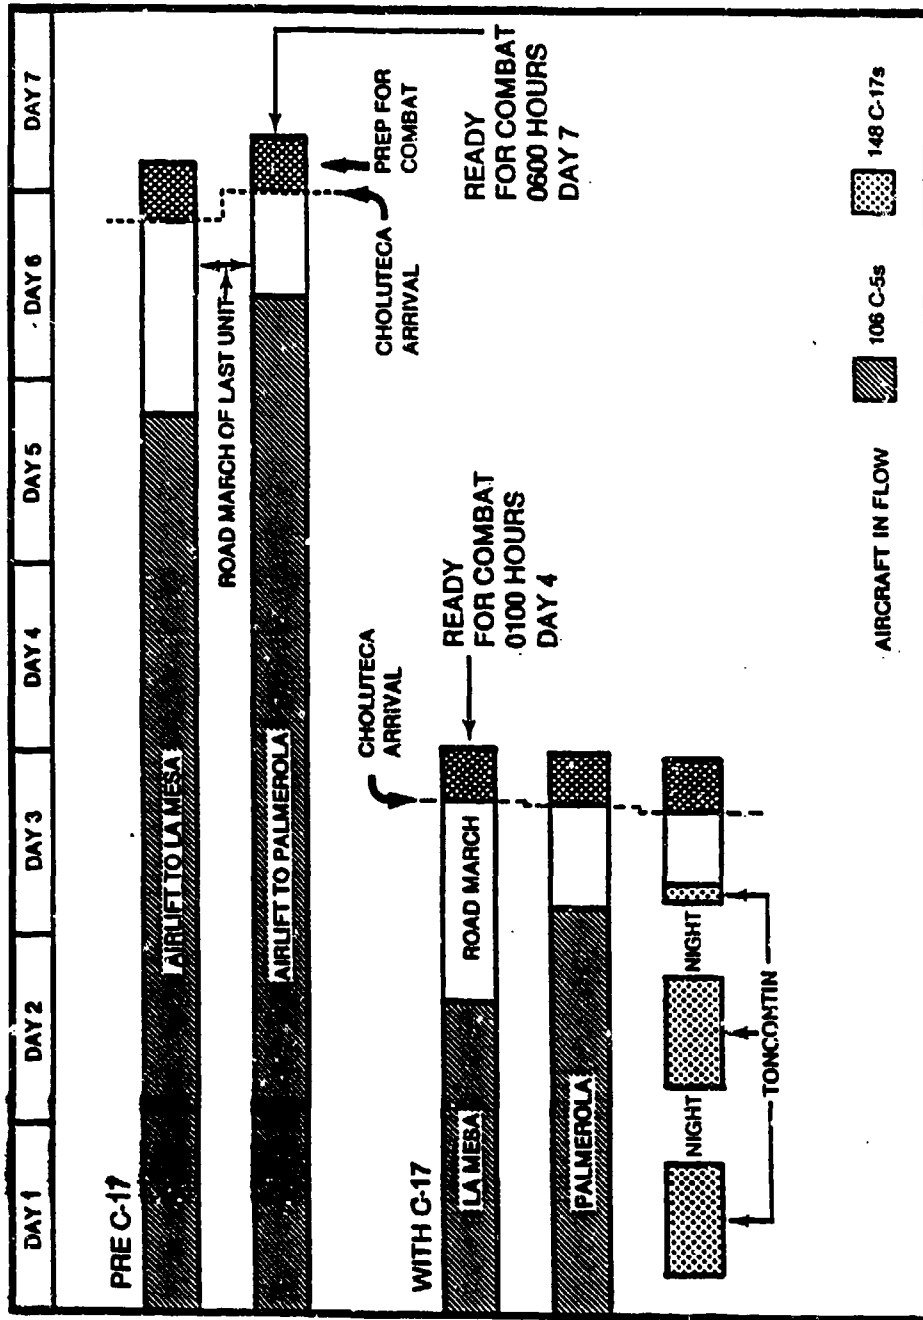 DAY 1
DAY 2
DAY 3
DAY 4
DAY 5
DAY 6
DAY 7
PRE C-17
AIRLIFT TO LA MESA
ROAD MARCH OF LAST UNIT
AIRLIFT TO PALMEROLA
CHOLUTECA
ARRIVAL
PREP FOR
COMBAT
READY
FOR COMBAT
0600 HOURS
DAY 7
CHOLUTECA
ARRIVAL
READY
FOR COMBAT
0100 HOURS
DAY 4
WITH C-17
LA MESA
ROAD MARCH
PALMEROLA
NIGHT
NIGHT
TONCOMTIN
AIRCRAFT IN FLOW
106 C-5s
148 C-17s